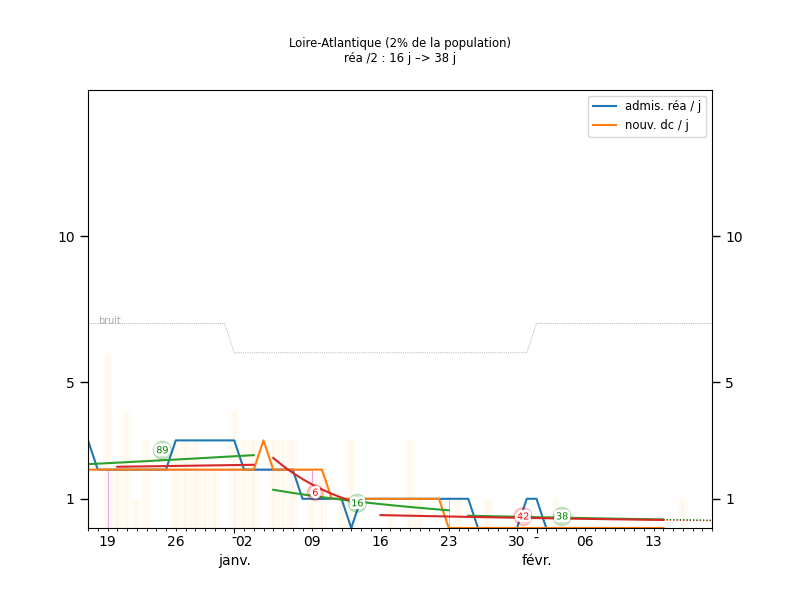 Loire-Atlantique (2% de la population)
réa /2 : 16 j –> 38 j
admis. réa / j
nouv. dc / j
10
10
bruit
5
5
89
6
16
42
38
1
1
19
26
02
09
16
23
30
06
13
janv.
févr.